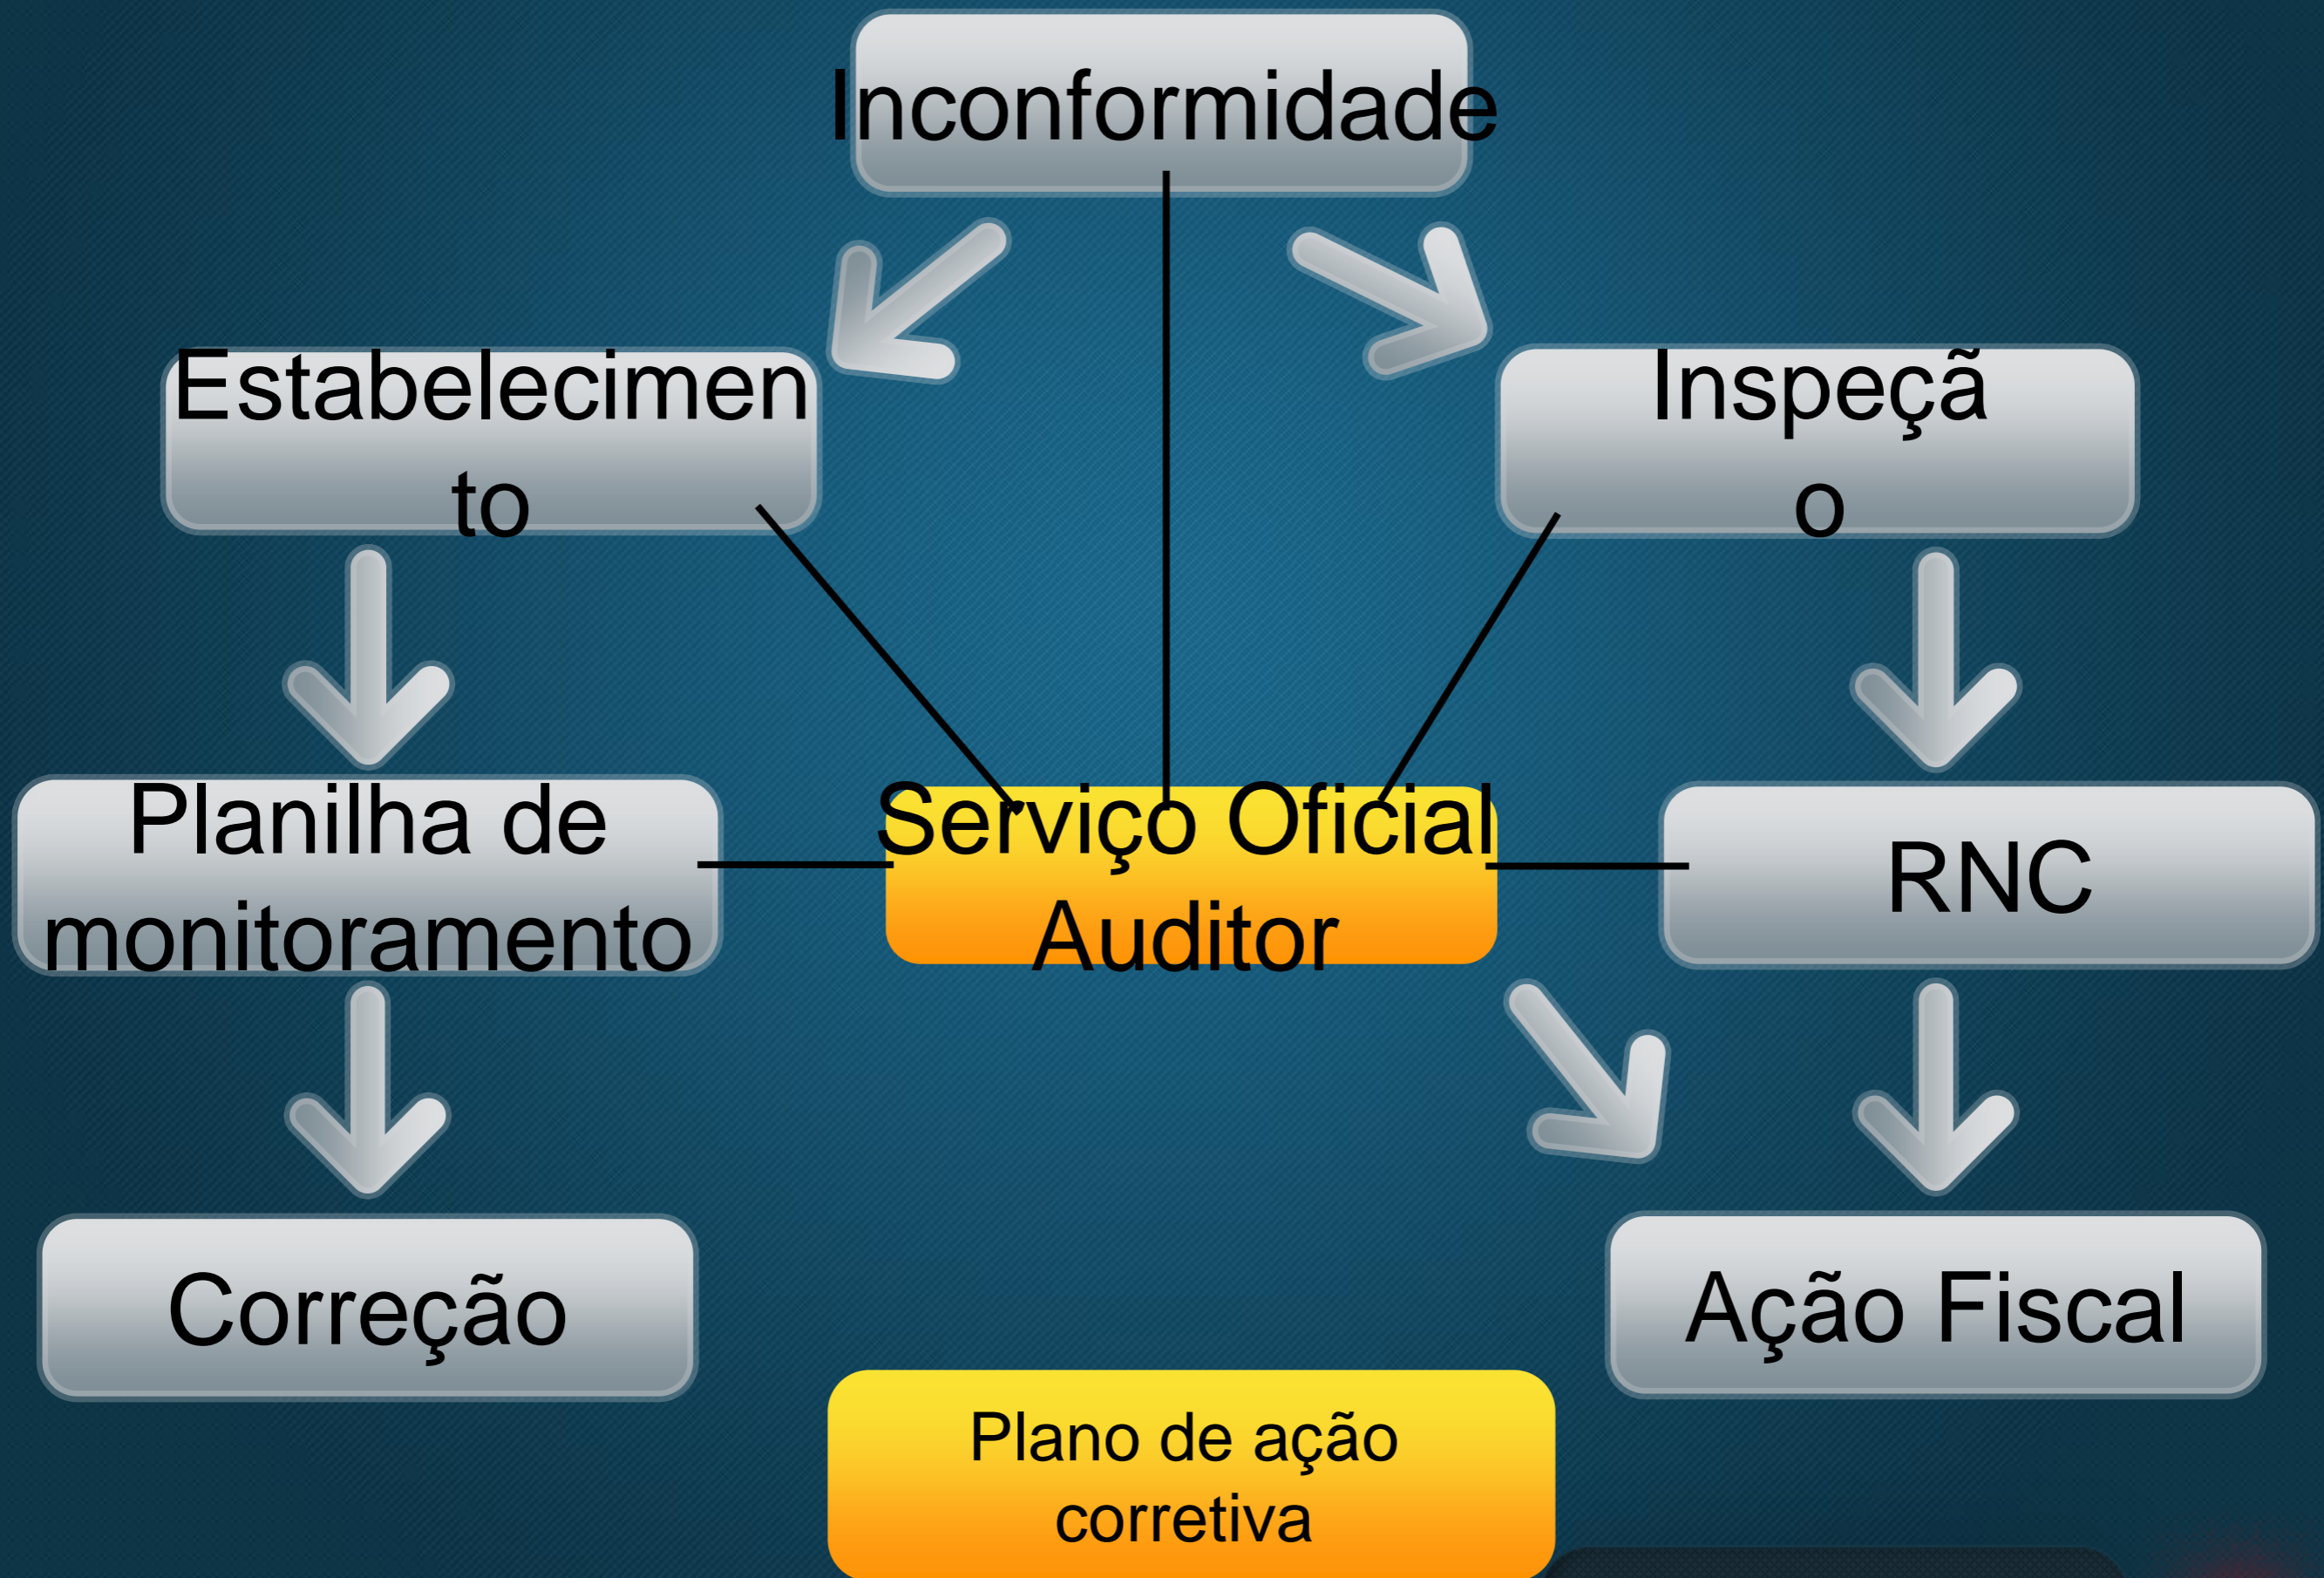 Inconformidade
Estabelecimen
to
Inspeçã
o
Planilha de
monitoramento
Serviço Oficial
Auditor
RNC
Correção
Ação Fiscal
Plano de ação
corretiva